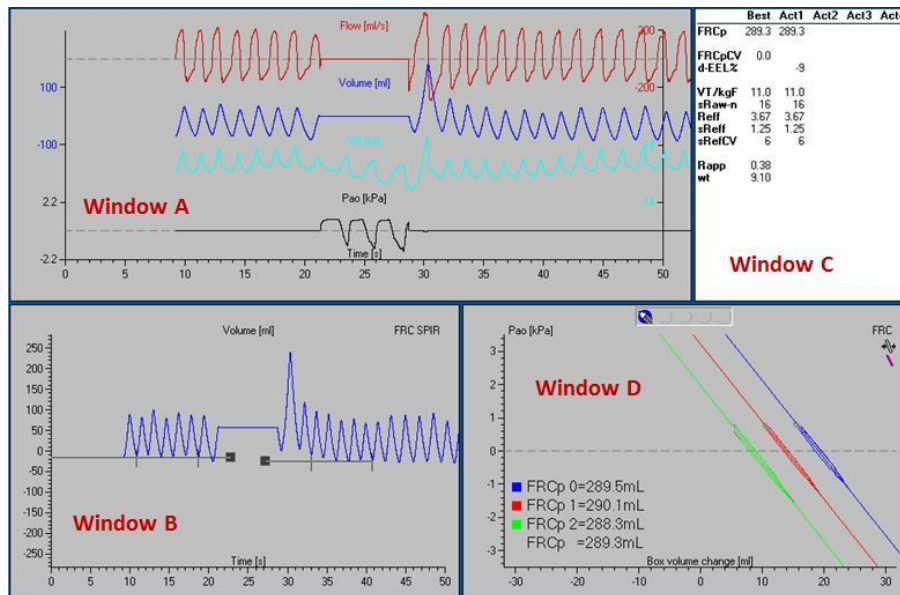 Flow [ml/s]
200
100
Volume [ml]
-200
-100
2.2
Pao [kPa]
Window A
-2.2
Time [s]
0 5 10 15 20 25 30 35 40 45 50
Best Act1 Act2 Act3
FRCp 289.3 289.3
FRCpCV 0.0
d-EEL% -9
VT/kgF 11.0 11.0
sRaw-n 16 16
Reff 3.67 3.67
sReff 1.25 1.25
sRefCV 6 6
Rapp 0.38
wt 9.10
Window C
Volume [ml] FRC SPIR
250
200
150
100
50
0
-50
-100
-150
-200
-250
Window B
Time [s]
0 10 20 30 40 50
Pao [kPa] FRC
3
2
1
0
-1
-2
-3
Window D
FRCp 0=289.5mL
FRCp 1=290.1mL
FRCp 2=288.3mL
FRCp =289.3mL
Box volume change [ml]
-30 -20 -10 0 10 20 30